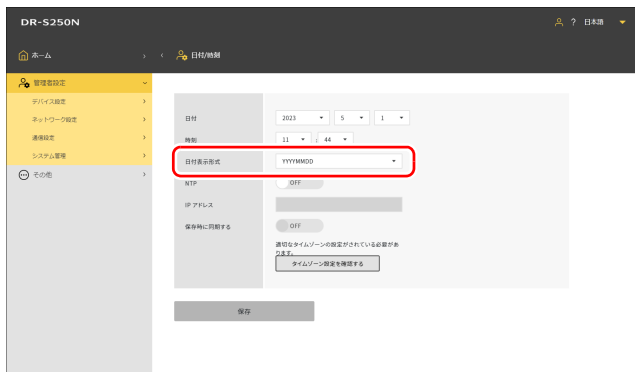 DR-S250N
? 日本語
ホーム
日付/時刻
管理者設定
デバイス設定
ネットワーク設定
通信設定
システム管理
その他
日付 2023 5 1
時刻 11 : 44
日付表示形式 YYYYMMDD
NTP OFF
IP アドレス
保存時に同期する OFF
適切なタイムゾーンの設定がされている必要があ
ります。
タイムゾーン設定を確認する
保存